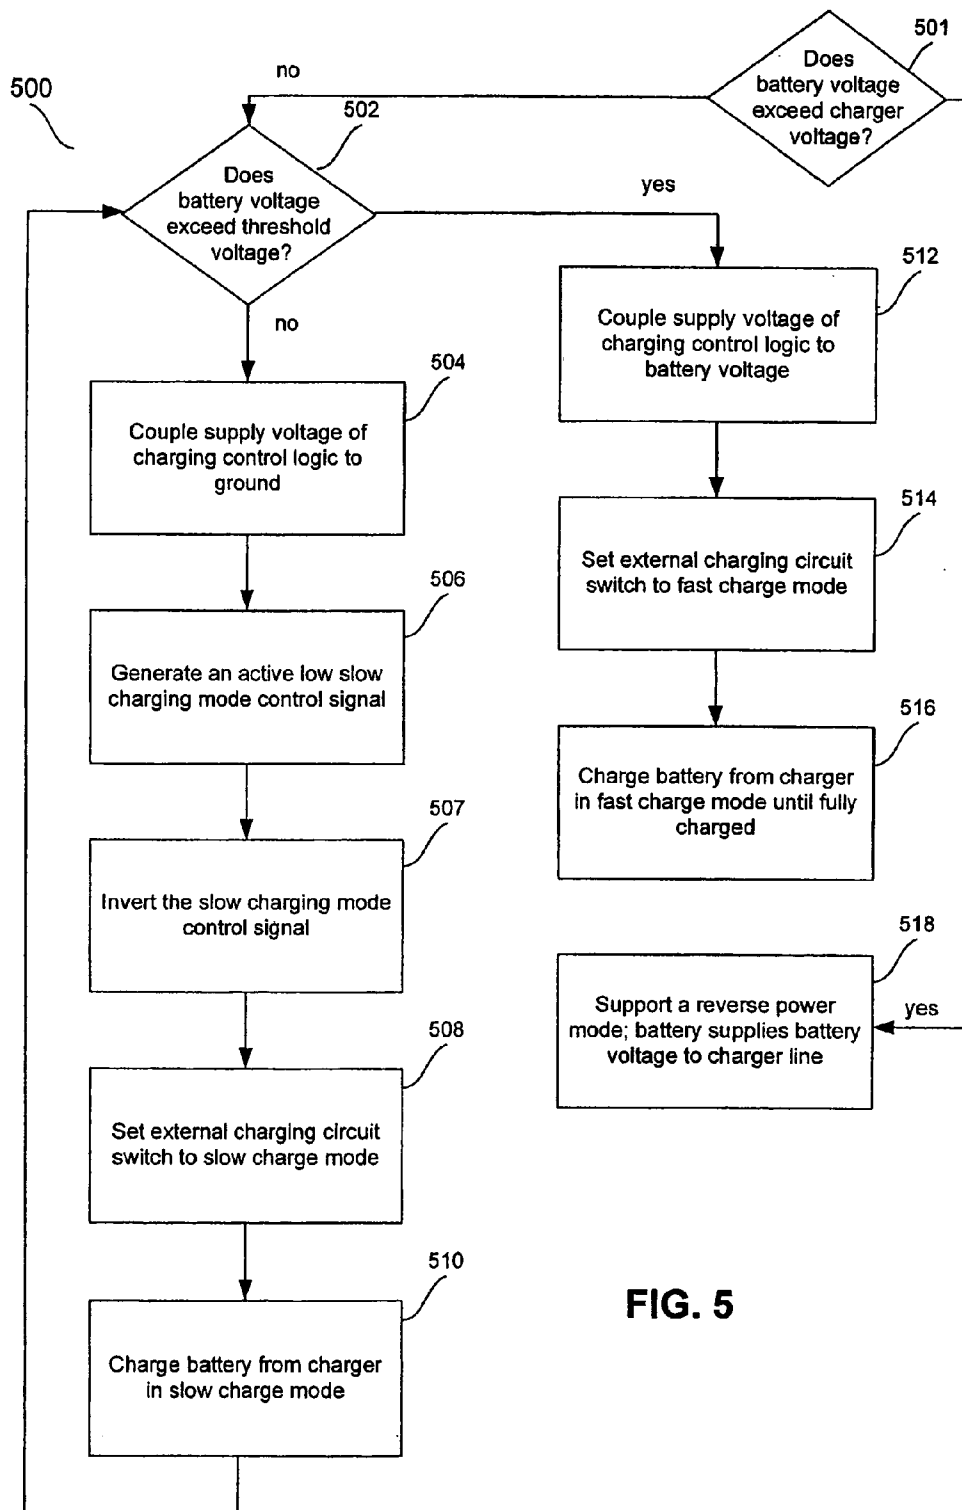 501
Does
battery voltage
exceed charger
voltage?
no
500
502
Does
battery voltage
exceed threshold
voltage?
yes
no
512
Couple supply voltage of
charging control logic to
battery voltage
504
Couple supply voltage of
charging control logic to
ground
514
Set external charging circuit
switch to fast charge mode
506
Generate an active low slow
charging mode control signal
516
Charge battery from charger
in fast charge mode until fully
charged
507
Invert the slow charging mode
control signal
518
Support a reverse power
mode; battery supplies battery
voltage to charger line
yes
508
Set external charging circuit
switch to slow charge mode
510
Charge battery from charger
in slow charge mode
FIG. 5